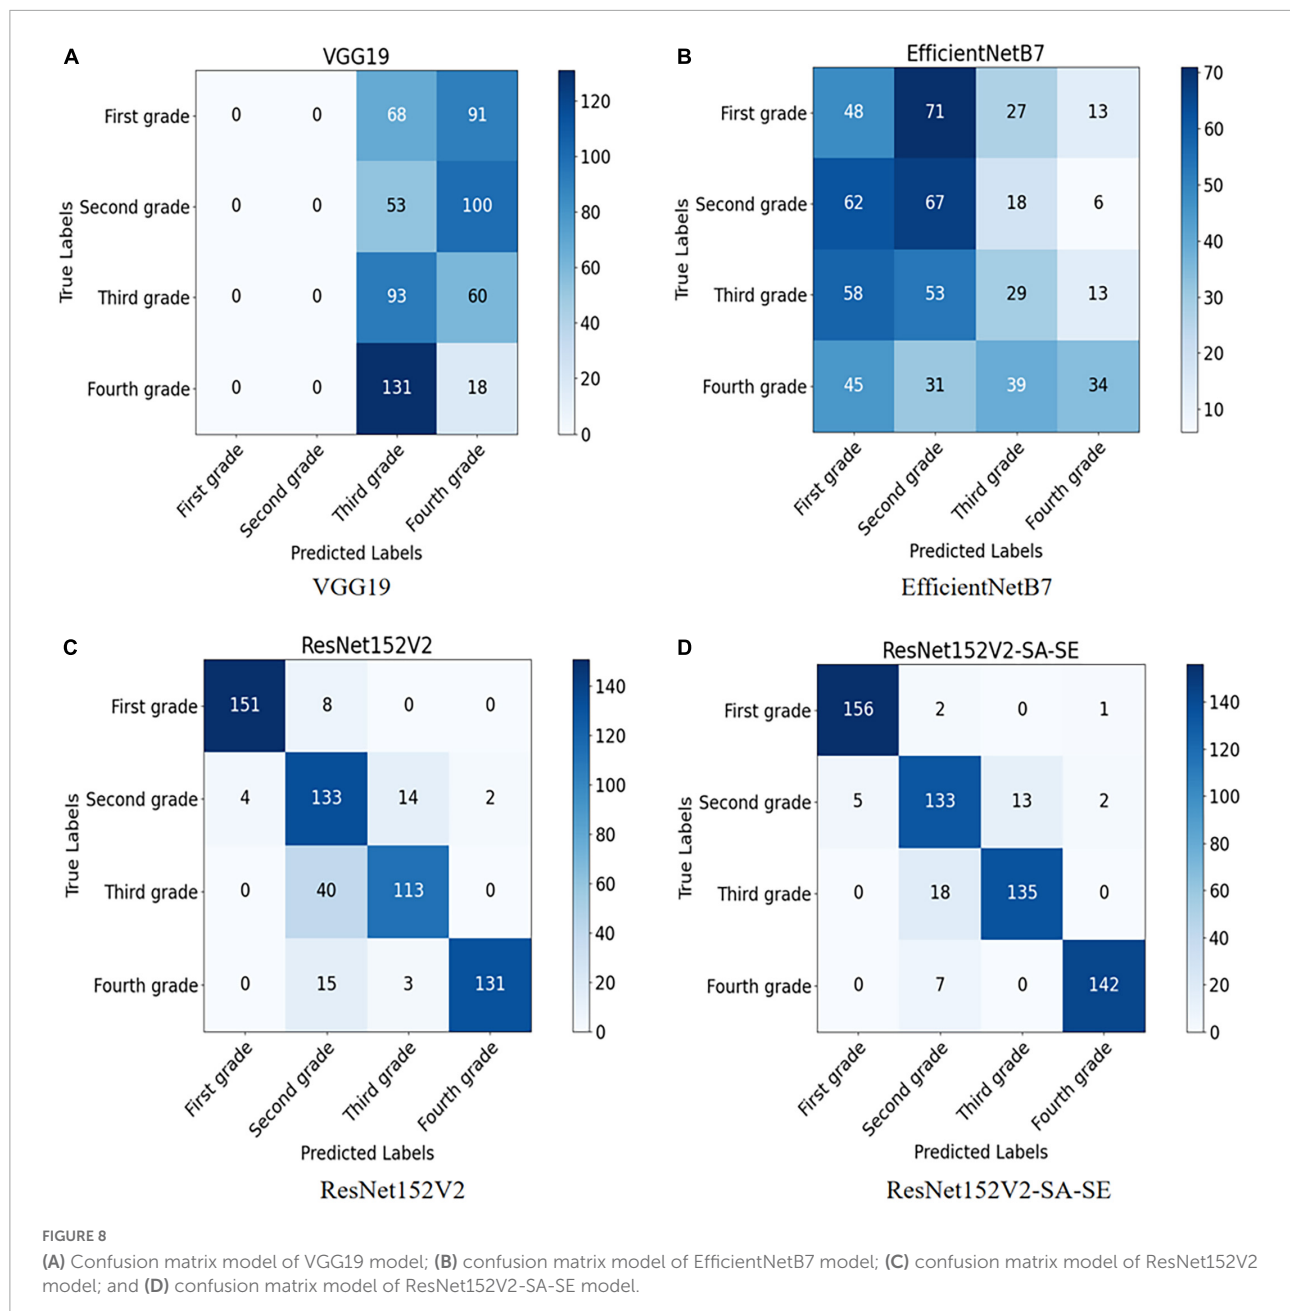 A
VGG19
True Labels
First grade 0 0 68 91
Second grade 0 0 53 100
Third grade 0 0 93 60
Fourth grade 0 0 131 18
120
100
80
60
40
20
0
First grade
Second grade
Third grade
Fourth grade
Predicted Labels
VGG19
B
EfficientNetB7
True Labels
First grade 48 71 27 13
Second grade 62 67 18 6
Third grade 58 53 29 13
Fourth grade 45 31 39 34
70
60
50
40
30
20
10
First grade
Second grade
Third grade
Fourth grade
Predicted Labels
EfficientNetB7
C
ResNet152V2
True Labels
First grade 151 8 0 0
Second grade 4 133 14 2
Third grade 0 40 113 0
Fourth grade 0 15 3 131
140
120
100
80
60
40
20
0
First grade
Second grade
Third grade
Fourth grade
Predicted Labels
ResNet152V2
D
ResNet152V2-SA-SE
True Labels
First grade 156 2 0 1
Second grade 5 133 13 2
Third grade 0 18 135 0
Fourth grade 0 7 0 142
140
120
100
80
60
40
20
0
First grade
Second grade
Third grade
Fourth grade
Predicted Labels
ResNet152V2-SA-SE
FIGURE 8
(A) Confusion matrix model of VGG19 model; (B) confusion matrix model of EfficientNetB7 model; (C) confusion matrix model of ResNet152V2
model; and (D) confusion matrix model of ResNet152V2-SA-SE model.